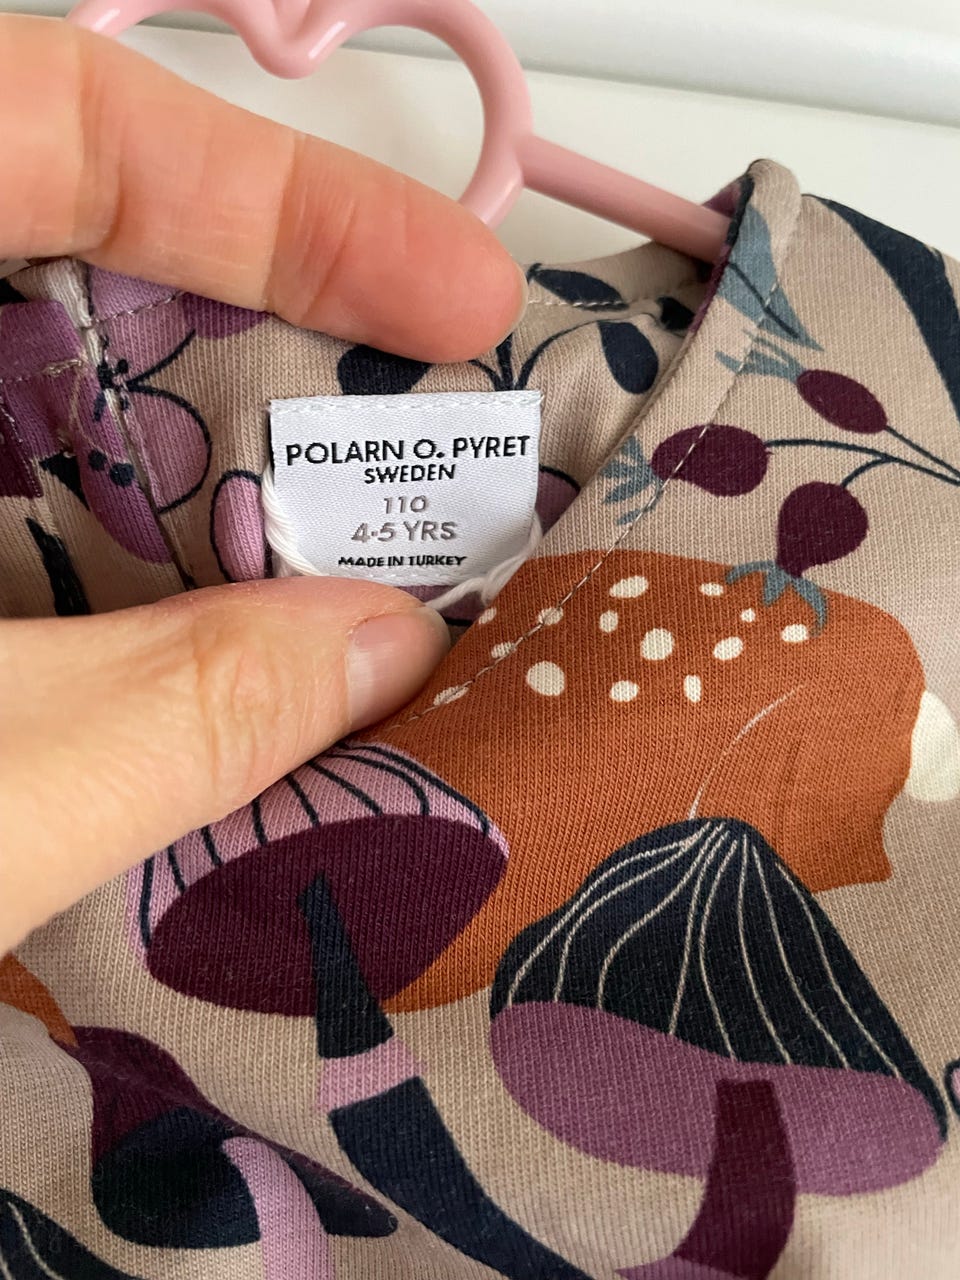 POLARN O. PYRET
SWEDEN
110
4-5 YRS
MADE IN TURKEY